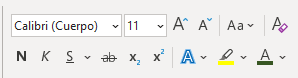 Calibri (Cuerpo) 11 A A Aa A
N K S ab x2 x2 A A